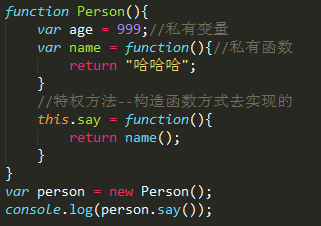 function Person(){
    var age = 999;//私有变量
    var name = function(){//私有函数
        return "哈哈哈";
    }
    //特权方法--构造函数方式去实现的
    this.say = function(){
        return name();
    }
}
var person = new Person();
console.log(person.say());